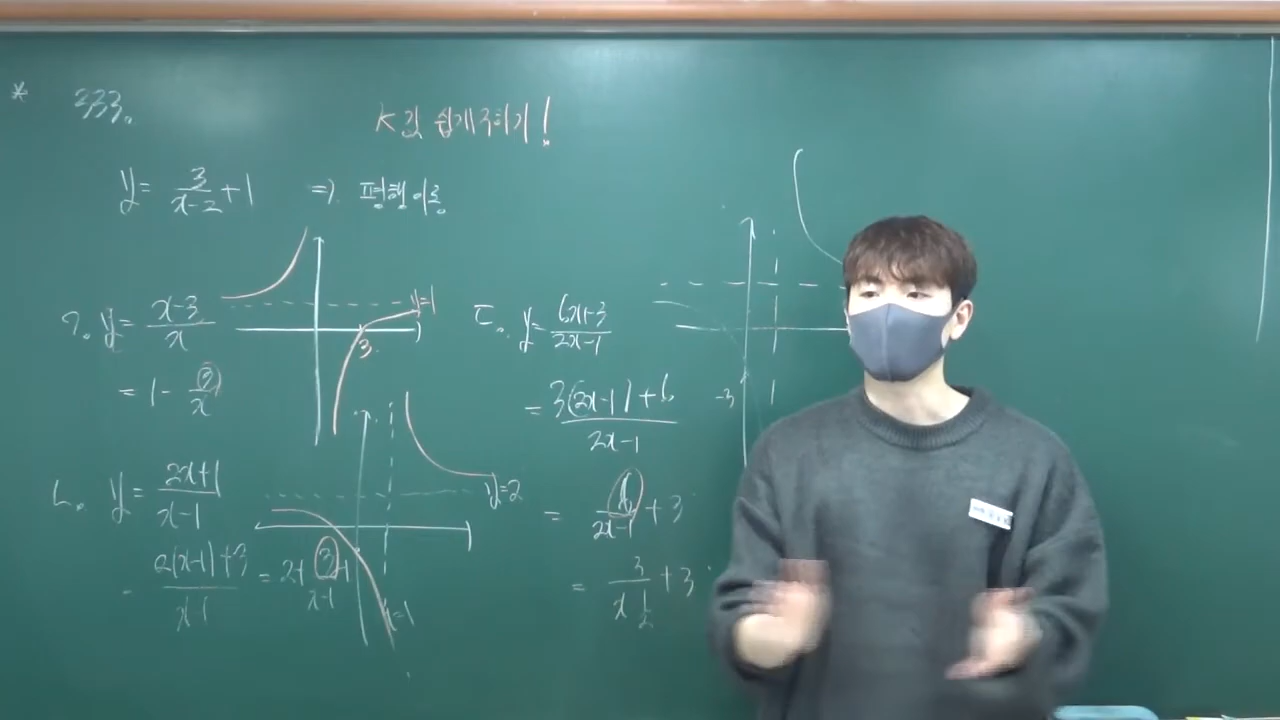 * 333.
K값 쉽게구하기!
y = 3/(x-2) + 1 ⇒ 평행이동
ㄱ. y = (x-3)/x
= 1 - 3/x
y=1
3
ㄴ. y = (2x+1)/(x-1)
= (2(x-1)+3)/(x-1) = 2+ 3/(x-1)
y=2
x=1
ㄷ. y = (6x+3)/(2x-1)
= (3(2x-1)+6)/(2x-1)
= 6/(2x-1) + 3
= 3/(x-1/2) + 3
-3